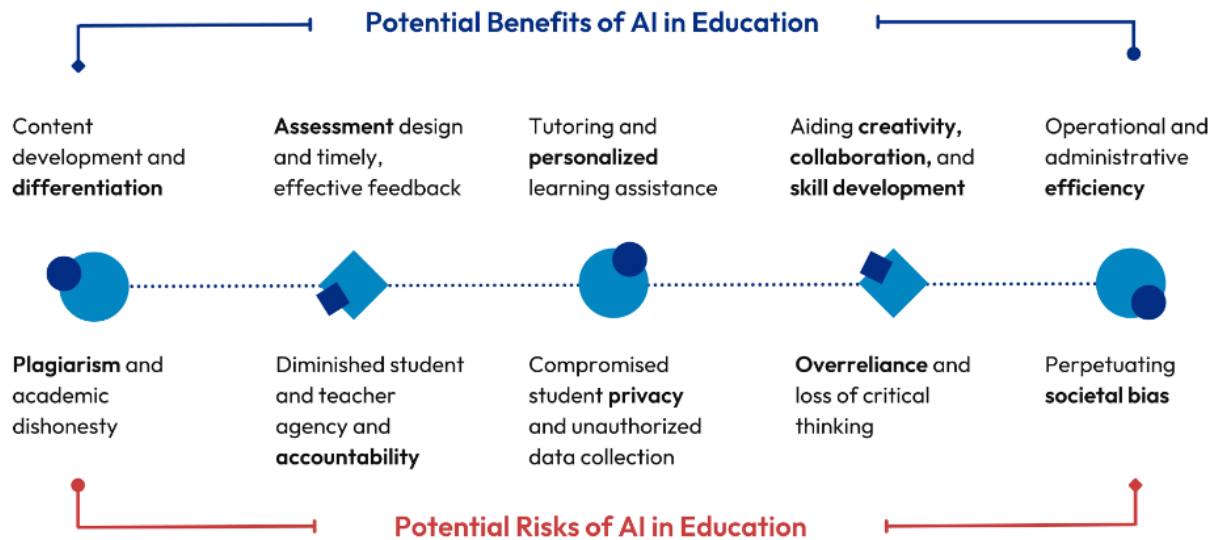 Potential Benefits of AI in Education
Content
development and
differentiation
Assessment design
and timely,
effective feedback
Tutoring and
personalized
learning assistance
Aiding creativity,
collaboration, and
skill development
Operational and
administrative
efficiency
Plagiarism and
academic
dishonesty
Diminished student
and teacher
agency and
accountability
Compromised
student privacy
and unauthorized
data collection
Overreliance and
loss of critical
thinking
Perpetuating
societal bias
Potential Risks of AI in Education